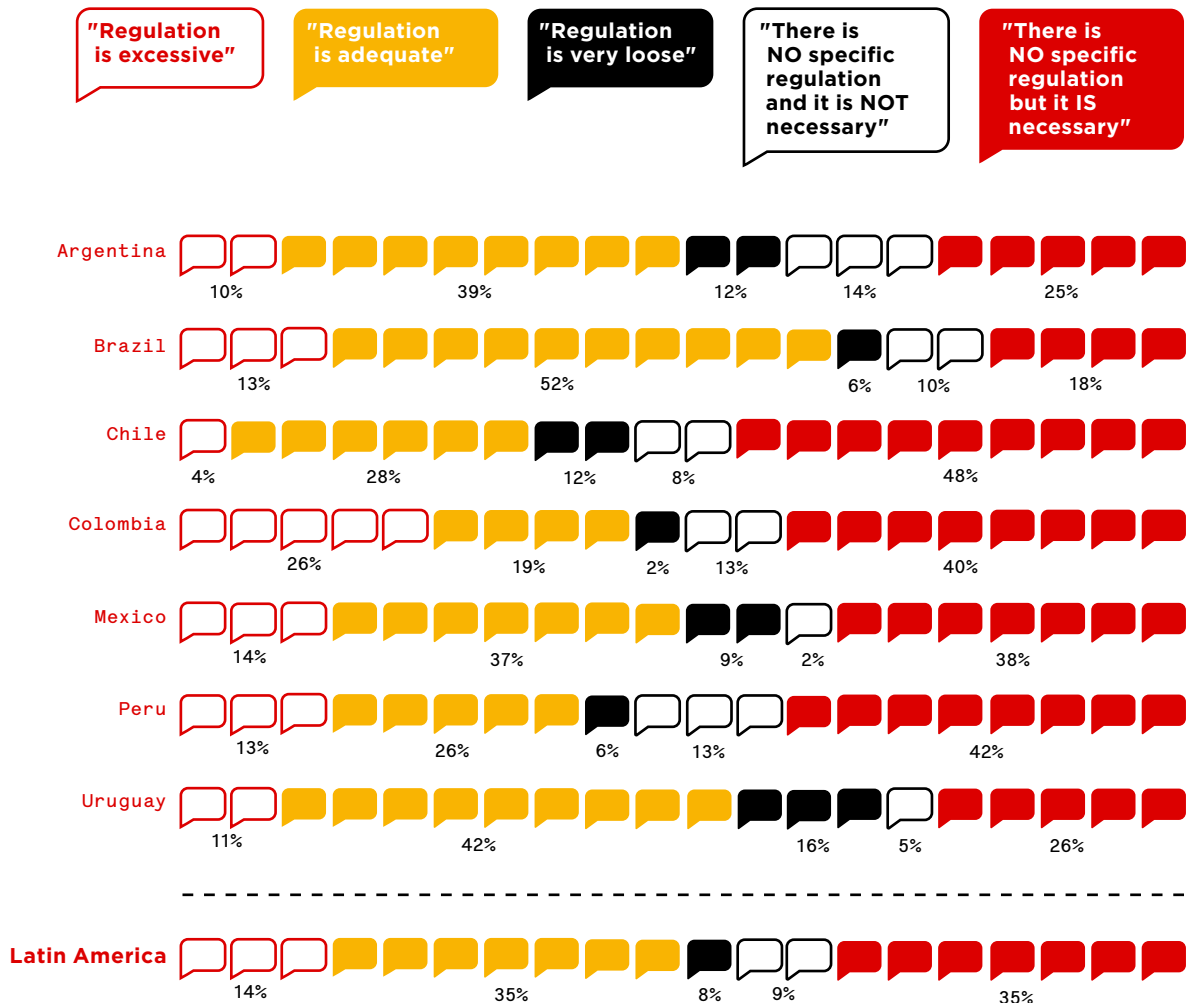 "Regulation
is excessive"
"Regulation
is adequate"
"Regulation
is very loose"
"There is
NO specific
regulation
and it is NOT
necessary"
"There is
NO specific
regulation
but it IS
necessary"
Argentina
10% 39% 12% 14% 25%
Brazil
13% 52% 6% 10% 18%
Chile
4% 28% 12% 8% 48%
Colombia
26% 19% 2% 13% 40%
Mexico
14% 37% 9% 2% 38%
Peru
13% 26% 6% 13% 42%
Uruguay
11% 42% 16% 5% 26%
Latin America
14% 35% 8% 9% 35%